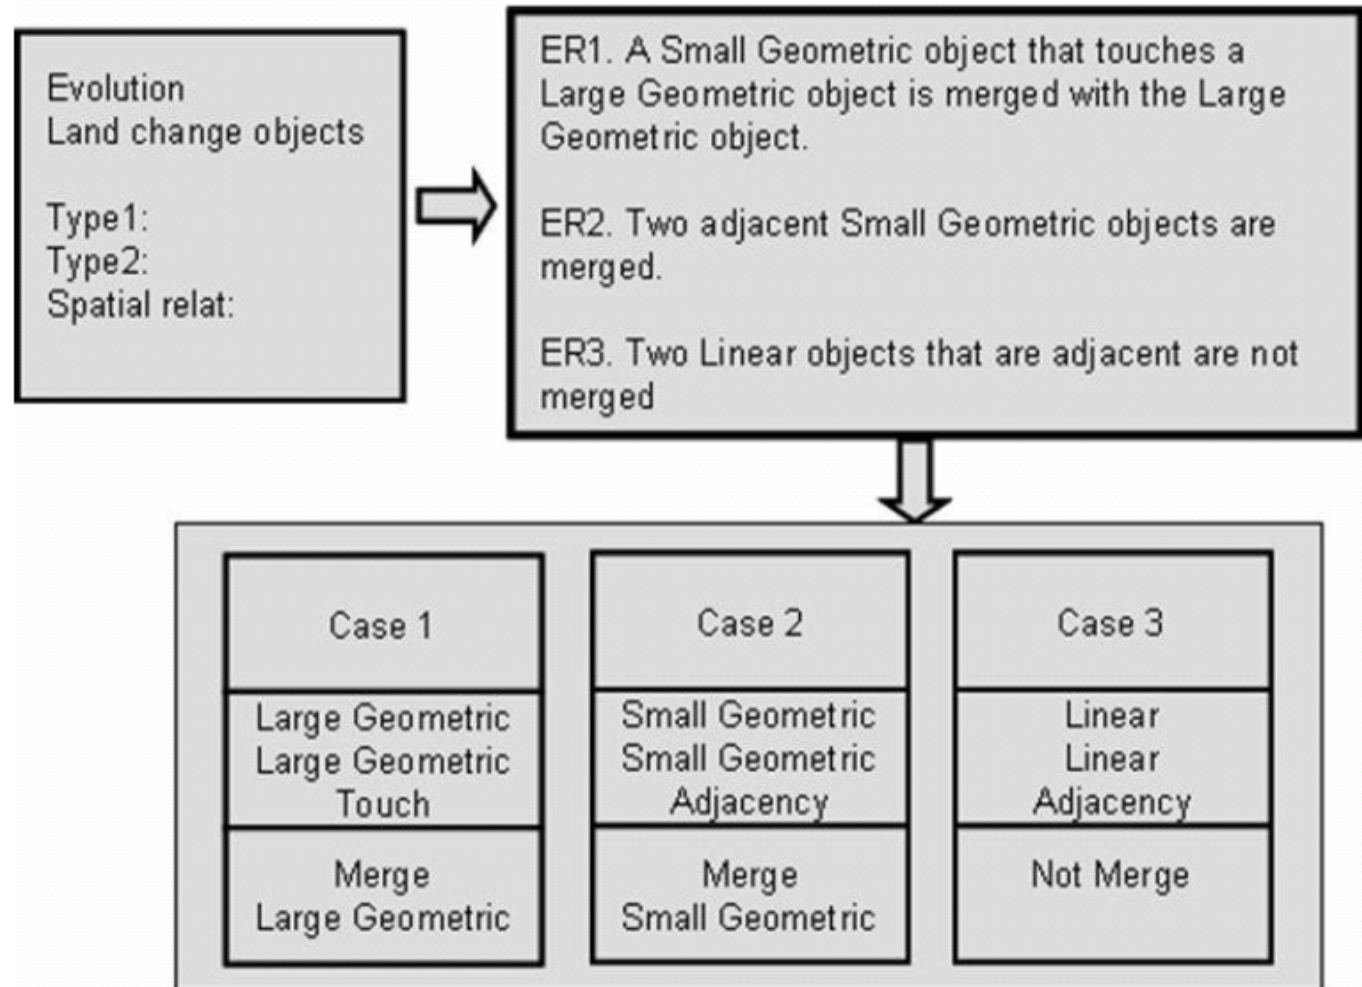 Evolution
Land change objects
Type1:
Type2:
Spatial relat:
ER1. A Small Geometric object that touches a
Large Geometric object is merged with the Large
Geometric object.
ER2. Two adjacent Small Geometric objects are
merged.
ER3. Two Linear objects that are adjacent are not
merged
Case 1
Large Geometric
Large Geometric
Touch
Merge
Large Geometric
Case 2
Small Geometric
Small Geometric
Adjacency
Merge
Small Geometric
Case 3
Linear
Linear
Adjacency
Not Merge